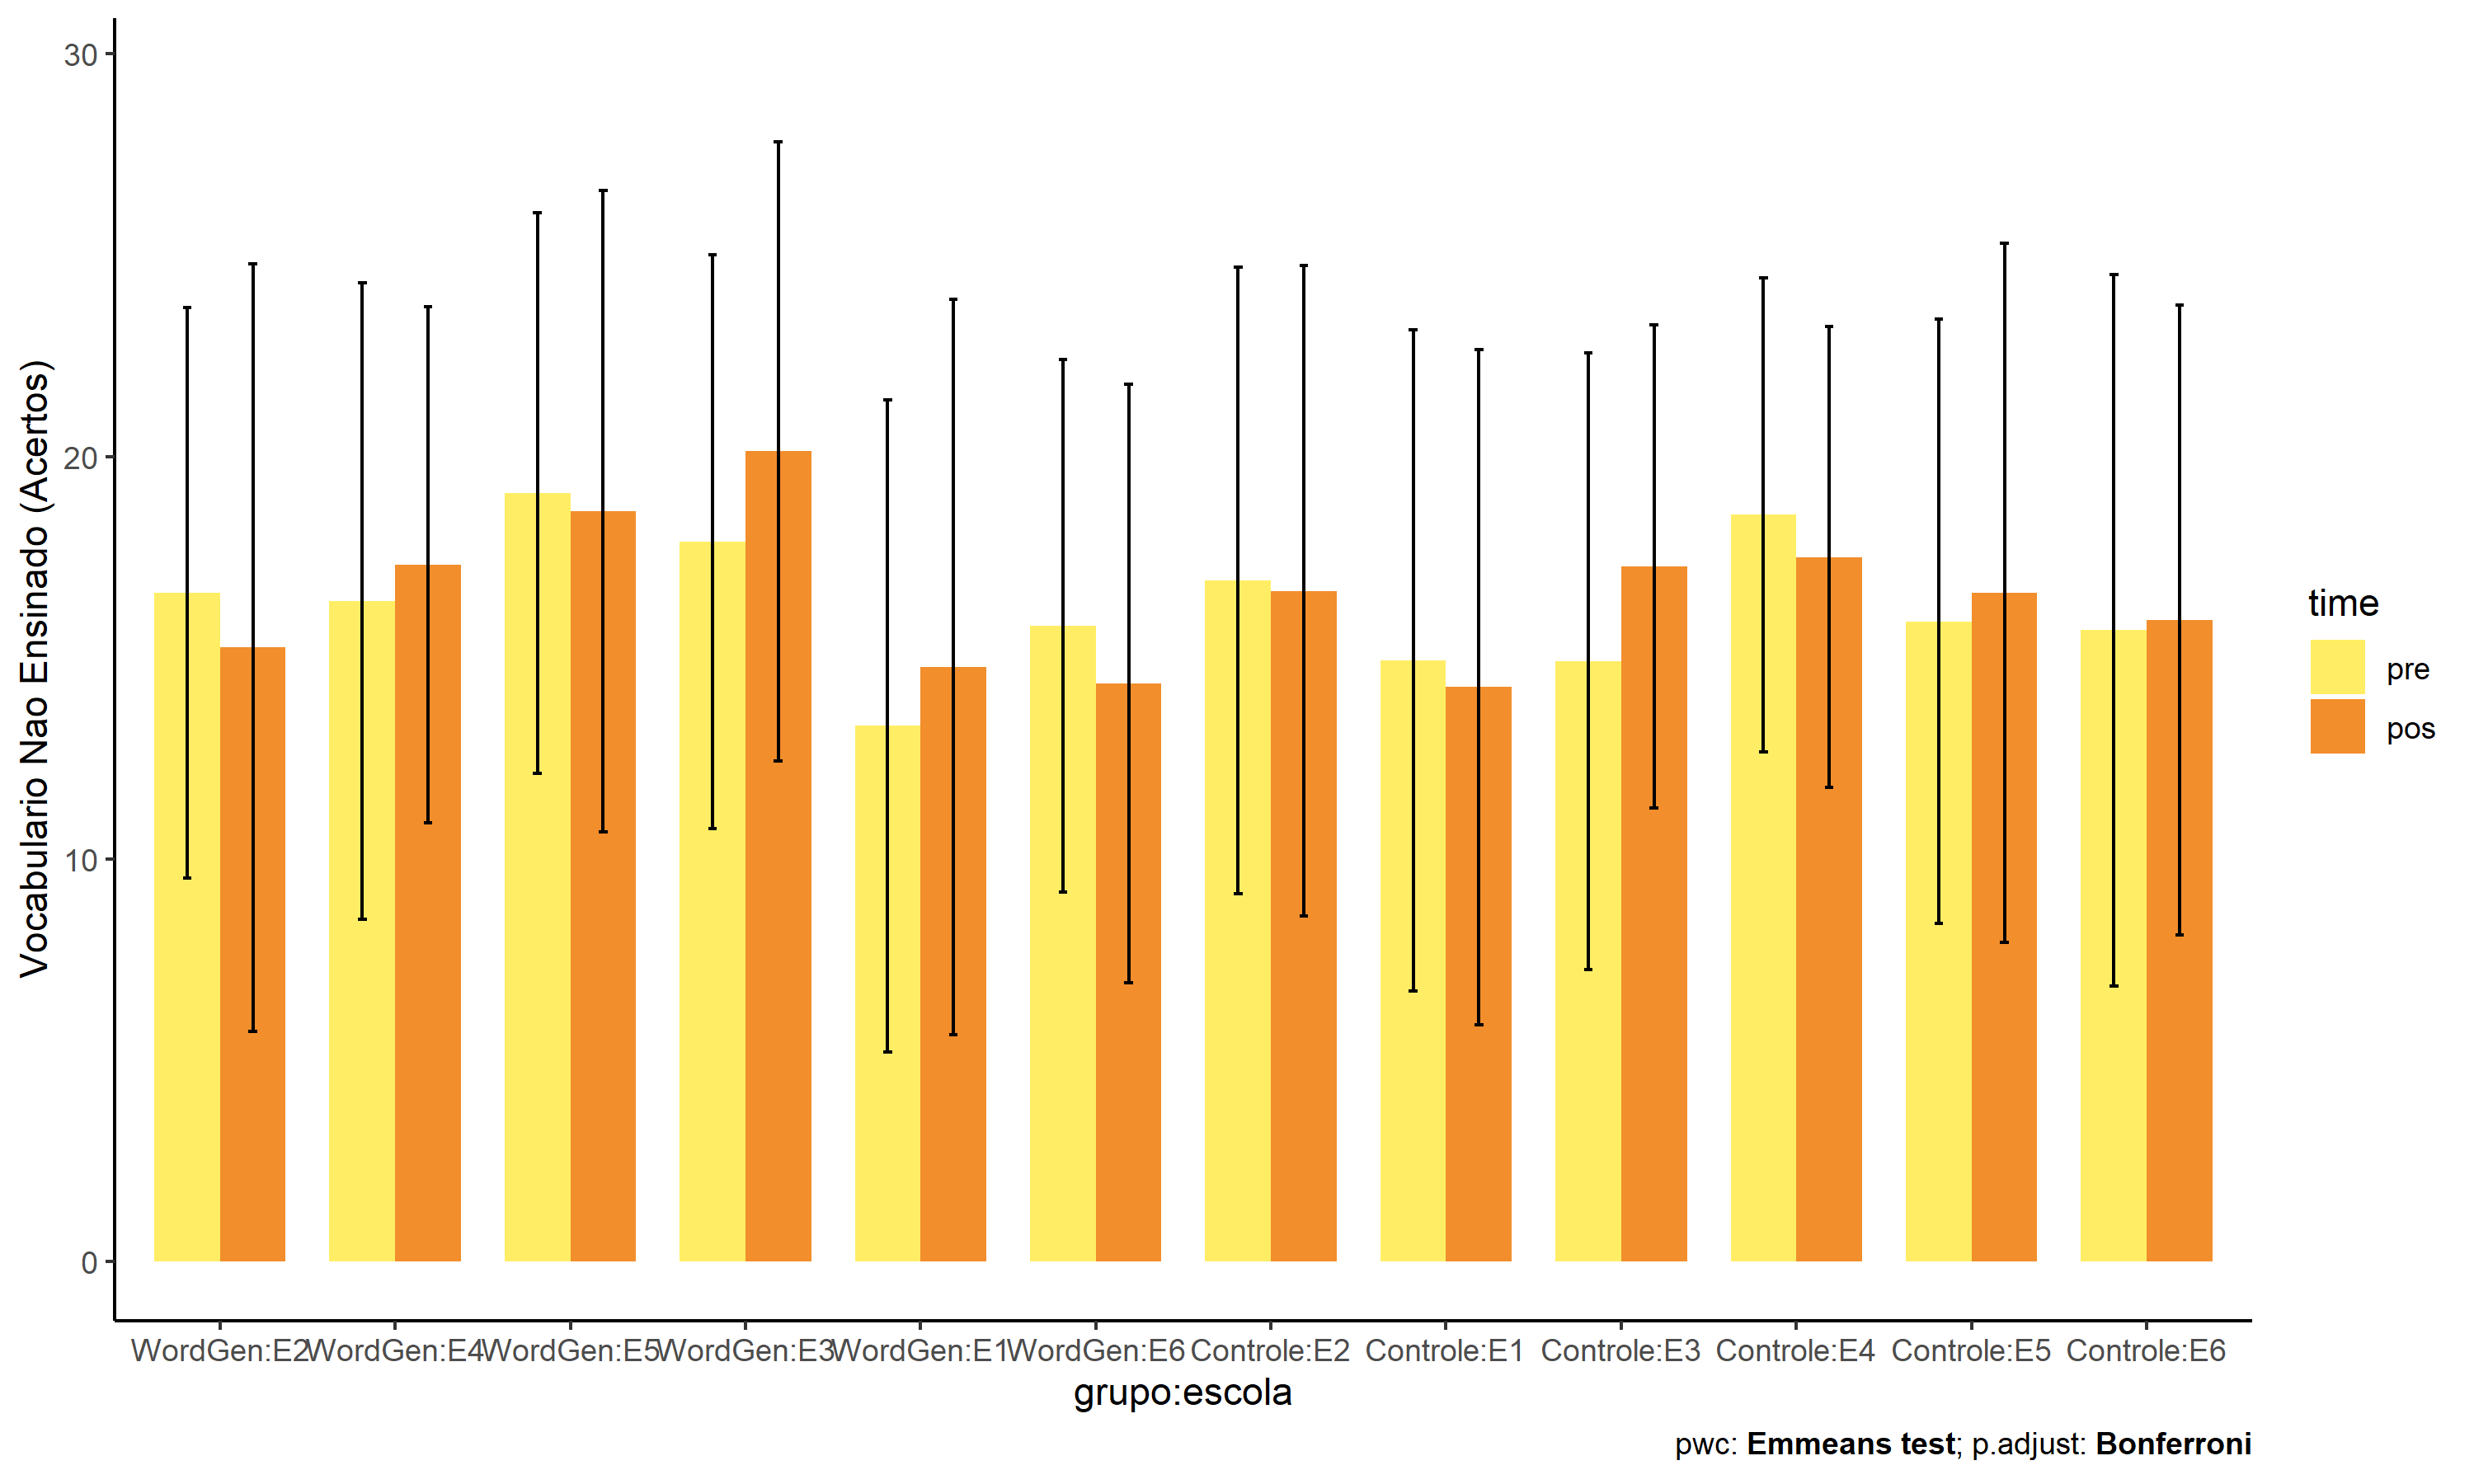 Vocabulario Nao Ensinado (Acertos)
30
20
10
0
WordGen:E2 WordGen:E4 WordGen:E5 WordGen:E3 WordGen:E1 WordGen:E6 Controle:E2 Controle:E1 Controle:E3 Controle:E4 Controle:E5 Controle:E6
grupo:escola
time
pre
pos
pwc: Emmeans test; p.adjust: Bonferroni